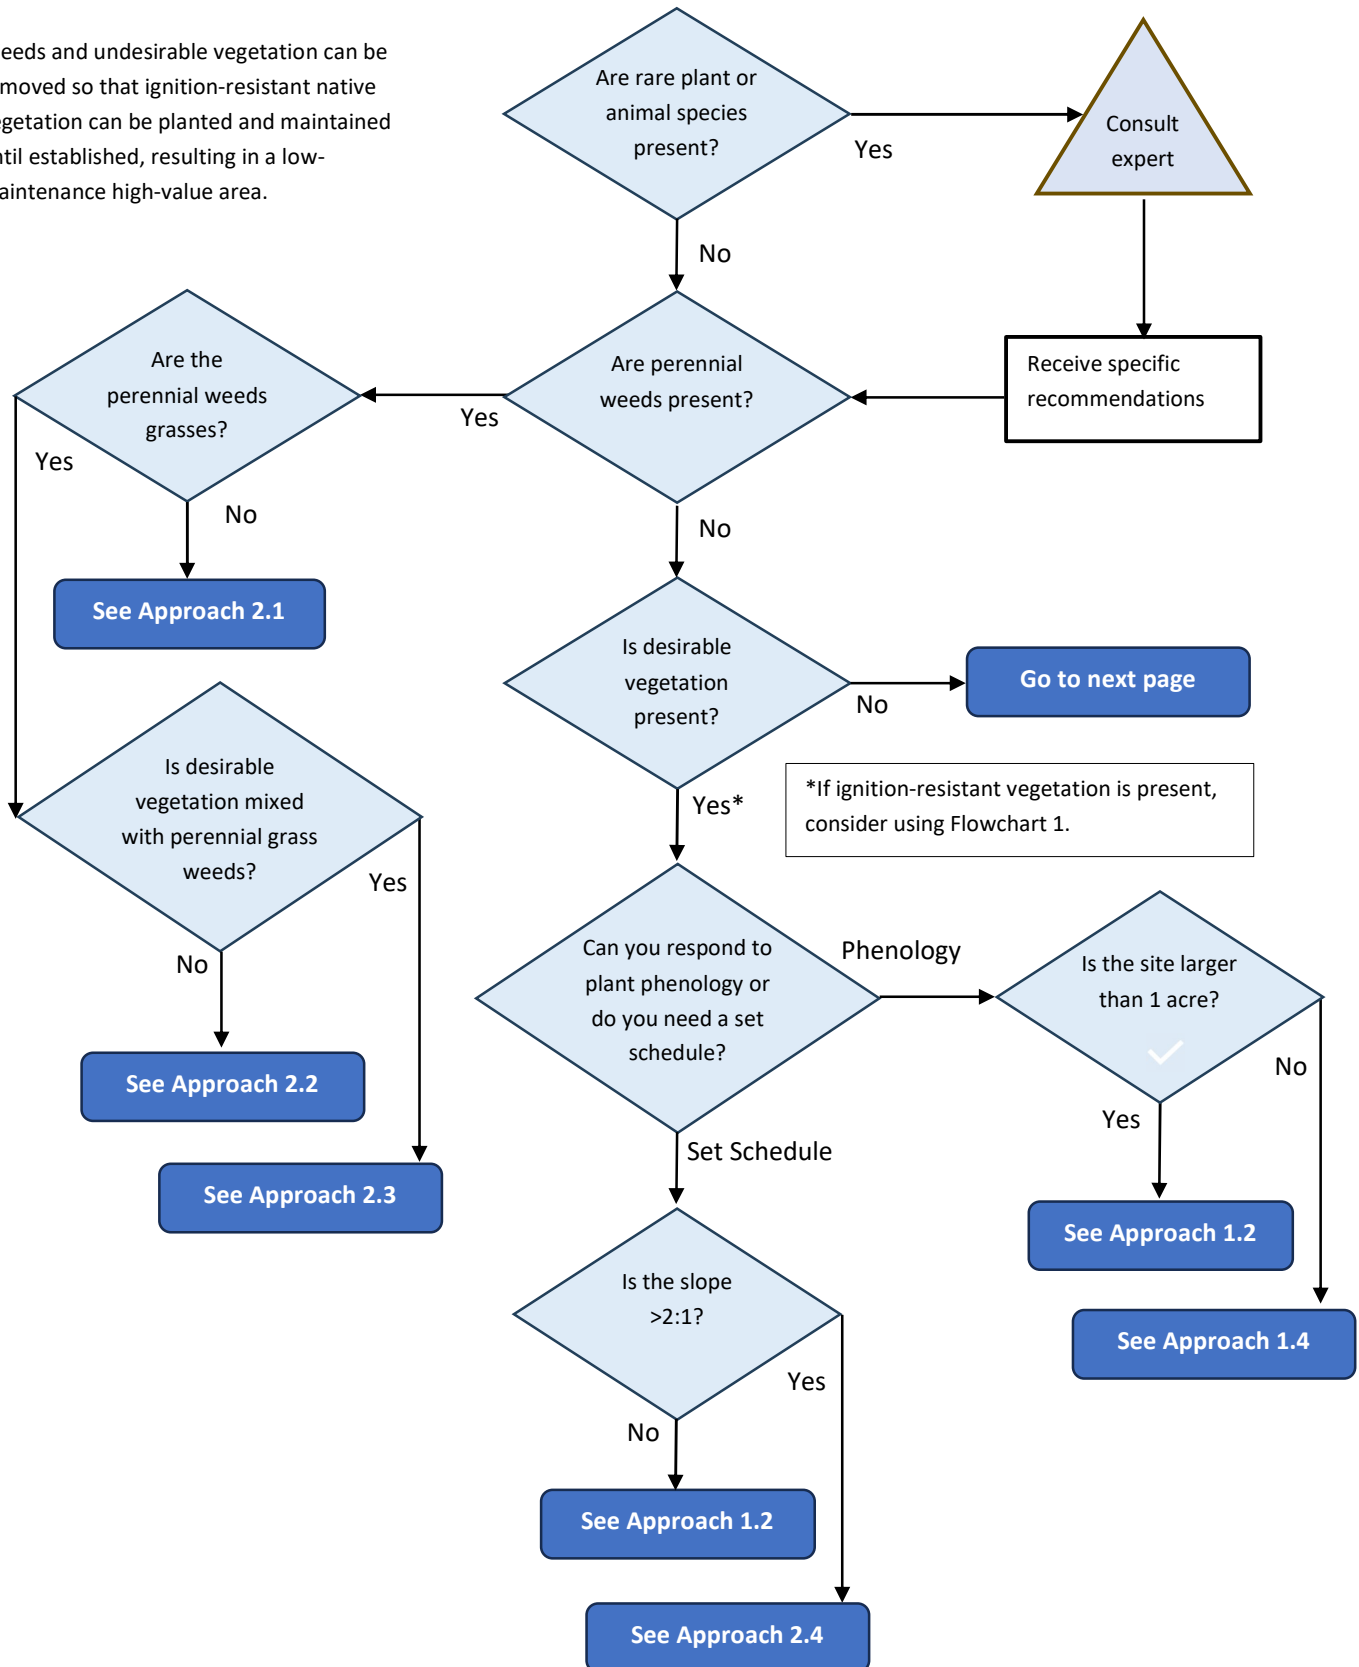 eeds and undesirable vegetation can be
moved so that ignition-resistant native
egetation can be planted and maintained
ntil established, resulting in a low-
aintenance high-value area.
Are rare plant or
animal species
present?
Yes
Consult
expert
No
Are the
perennial weeds
grasses?
Yes
Are perennial
weeds present?
Receive specific
recommendations
Yes
No
No
See Approach 2.1
Is desirable
vegetation
present?
No
Go to next page
Is desirable
vegetation mixed
with perennial grass
weeds?
Yes
No
Yes*
*If ignition-resistant vegetation is present,
consider using Flowchart 1.
Can you respond to
plant phenology or
do you need a set
schedule?
Phenology
Is the site larger
than 1 acre?
No
Yes
See Approach 2.2
Set Schedule
See Approach 2.3
See Approach 1.2
Is the slope
>2:1?
See Approach 1.4
Yes
No
See Approach 1.2
See Approach 2.4